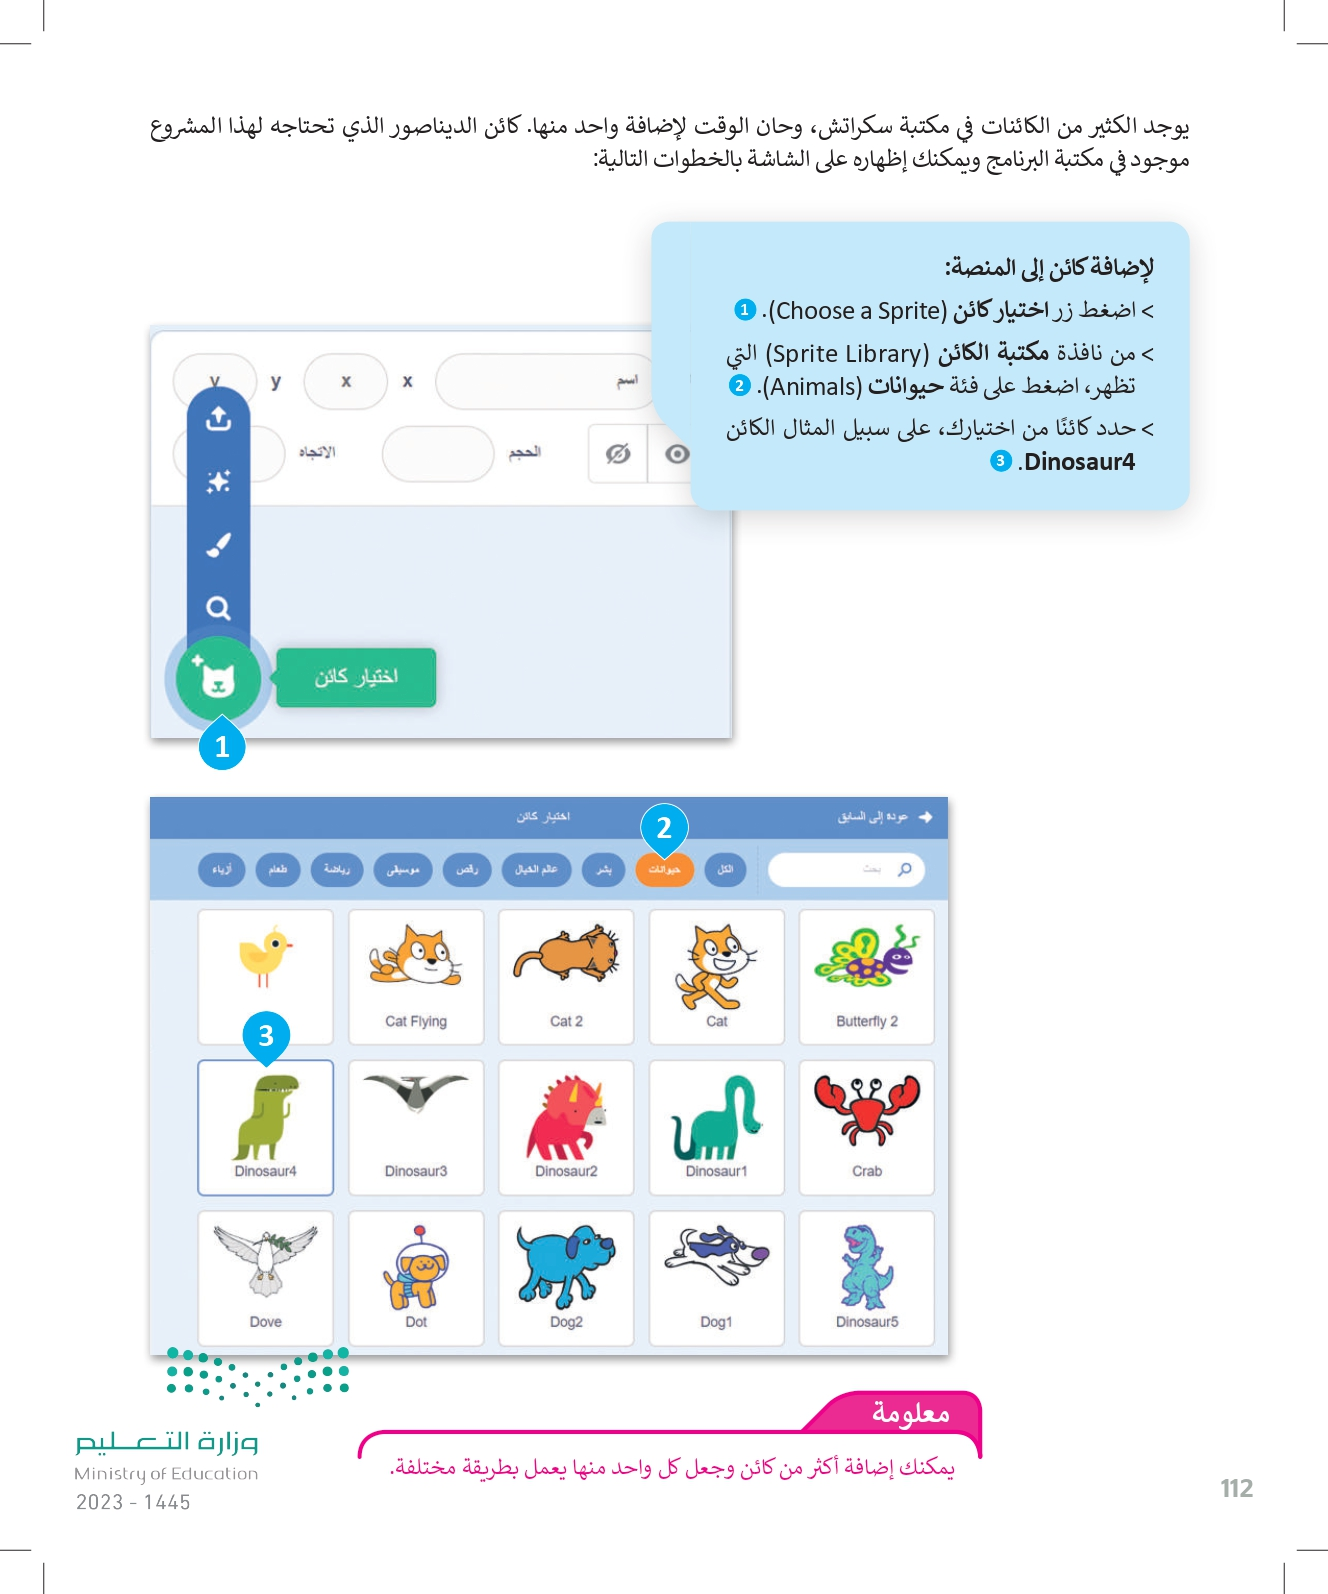 يوجد الكثير من الكائنات في مكتبة سكراتش، وحان الوقت لإضافة واحد منها. كائن الديناصور الذي تحتاجه لهذا المشروع
موجود في مكتبة البرنامج ويمكنك إظهاره على الشاشة بالخطوات التالية:
لإضافة كائن إلى المنصة:
> اضغط زر اختيار كائن (Choose a Sprite). 1
> من نافذة مكتبة الكائن (Sprite Library) التي
تظهر، اضغط على فئة حيوانات (Animals). 2
> حدد كائنًا من اختيارك، على سبيل المثال الكائن
Dinosaur4. 3
اسم x x y y
الحجم الاتجاه
اختيار كائن
1
عودة إلى السابق 2 اختيار كائن
بحث الكل حيوانات بشر عالم الخيال رقص موسيقى رياضة طعام أزياء
Butterfly 2 Cat Cat 2 Cat Flying
3
Crab Dinosaur1 Dinosaur2 Dinosaur3 Dinosaur4
Dinosaur5 Dog1 Dog2 Dot Dove
معلومة
يمكنك إضافة أكثر من كائن وجعل كل واحد منها يعمل بطريقة مختلفة.
وزارة التعليم
Ministry of Education
2023 - 1445
112